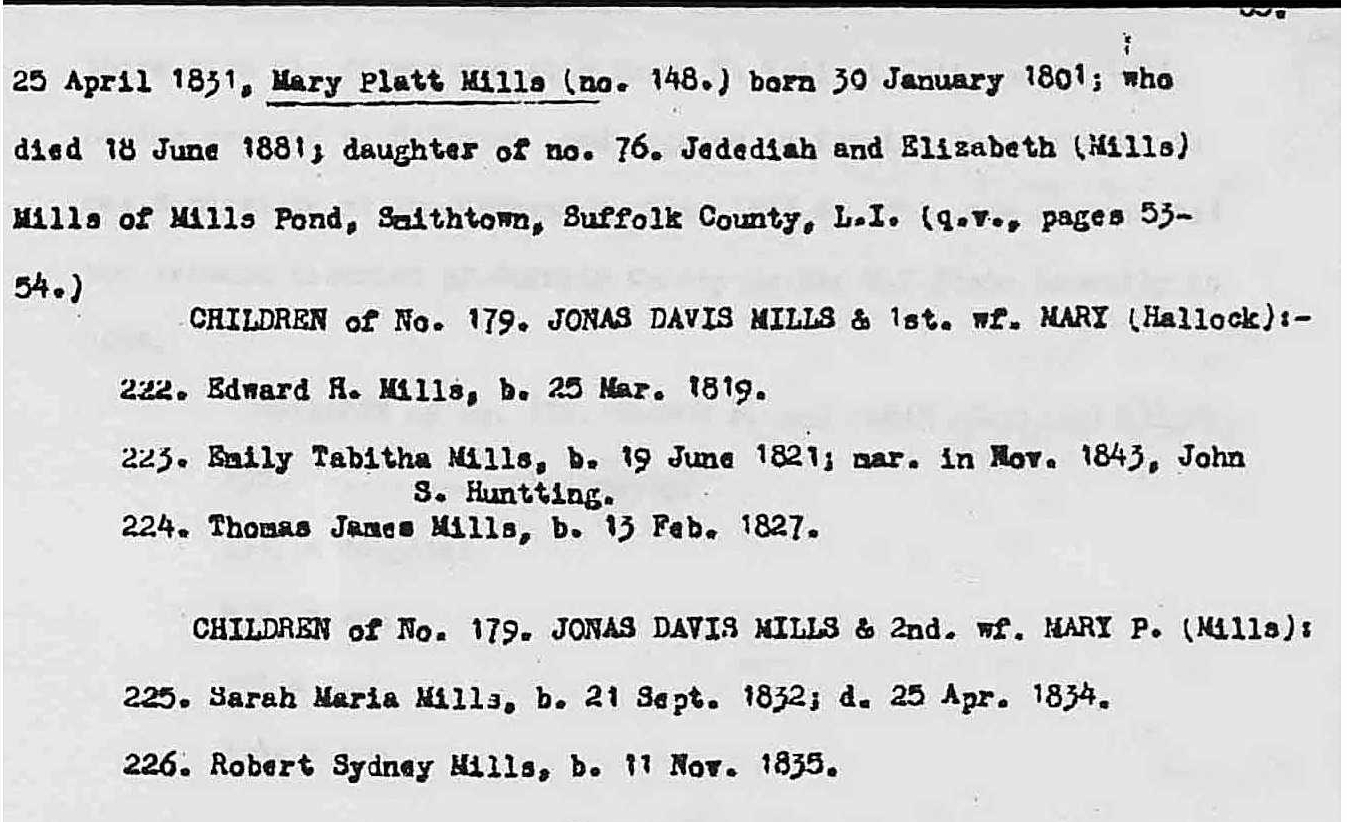 25 April 1831, Mary Platt Mills (no. 148.) born 30 January 1801; who
died 18 June 1881; daughter of no. 76. Jedediah and Elizabeth (Mills)
Mills of Mills Pond, Smithtown, Suffolk County, L.I. (q.v., pages 53-
54.)
CHILDREN of No. 179. JONAS DAVIS MILLS & 1st. wf. MARY (Hallock):-
222. Edward H. Mills, b. 25 Mar. 1819.
223. Emily Tabitha Mills, b. 19 June 1821; mar. in Nov. 1843, John
S. Huntting.
224. Thomas James Mills, b. 13 Feb. 1827.
CHILDREN of No. 179. JONAS DAVIS MILLS & 2nd. wf. MARY P. (Mills):
225. Sarah Maria Mills, b. 21 Sept. 1832; d. 25 Apr. 1834.
226. Robert Sydney Mills, b. 11 Nov. 1835.